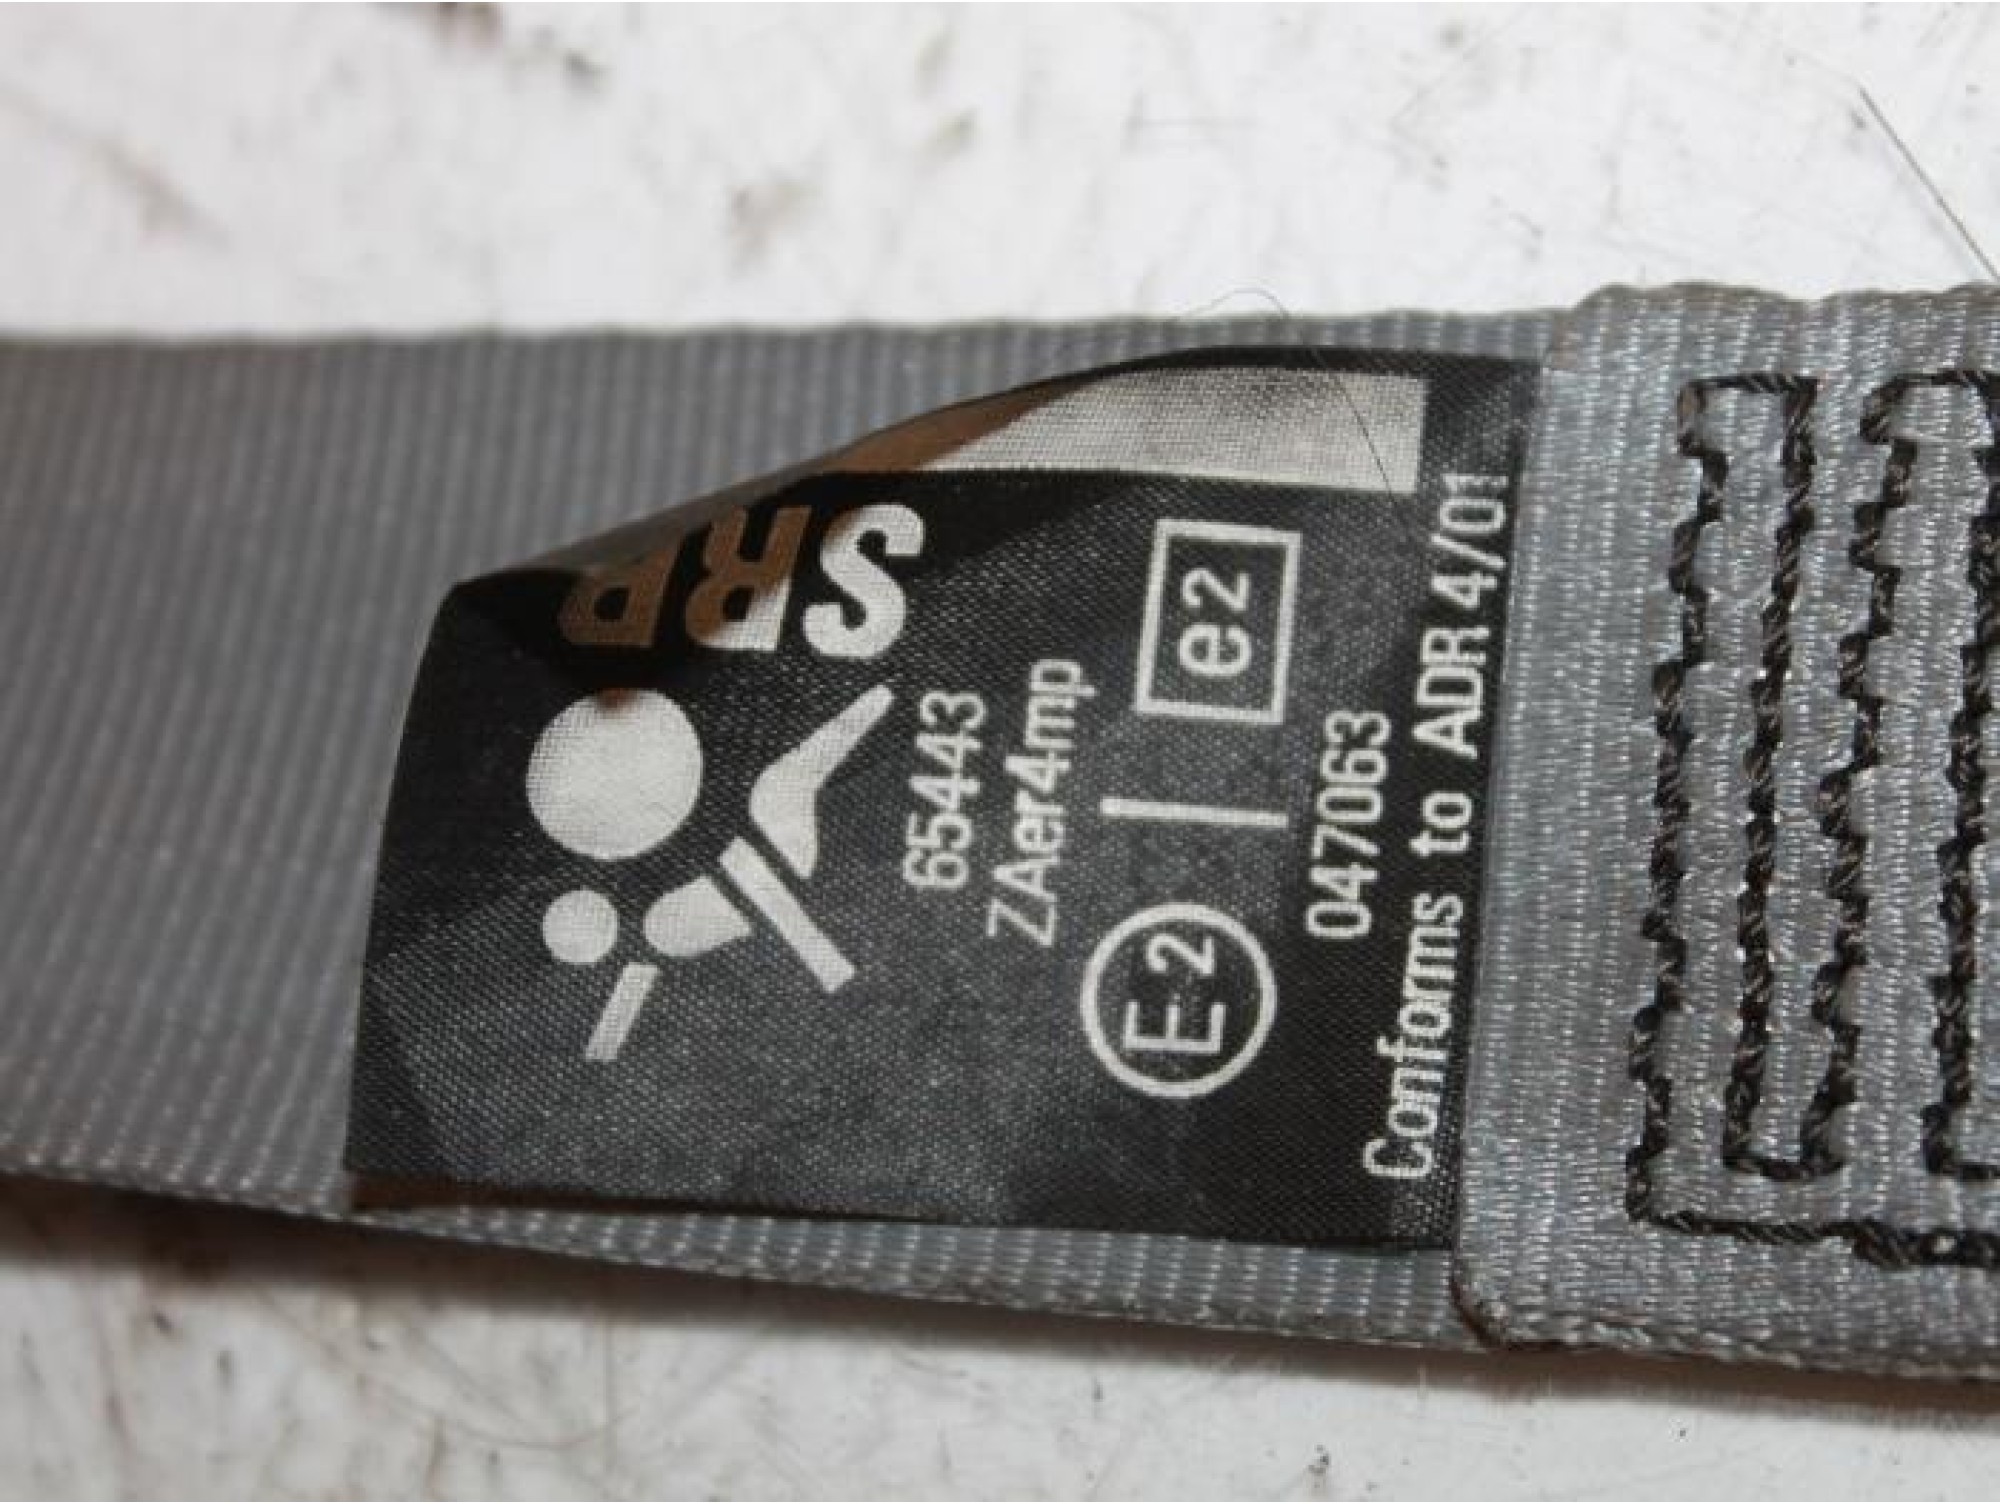 SRP
65443
ZAer4mp
E2 | e2
047063
Conforms to ADR 4/01